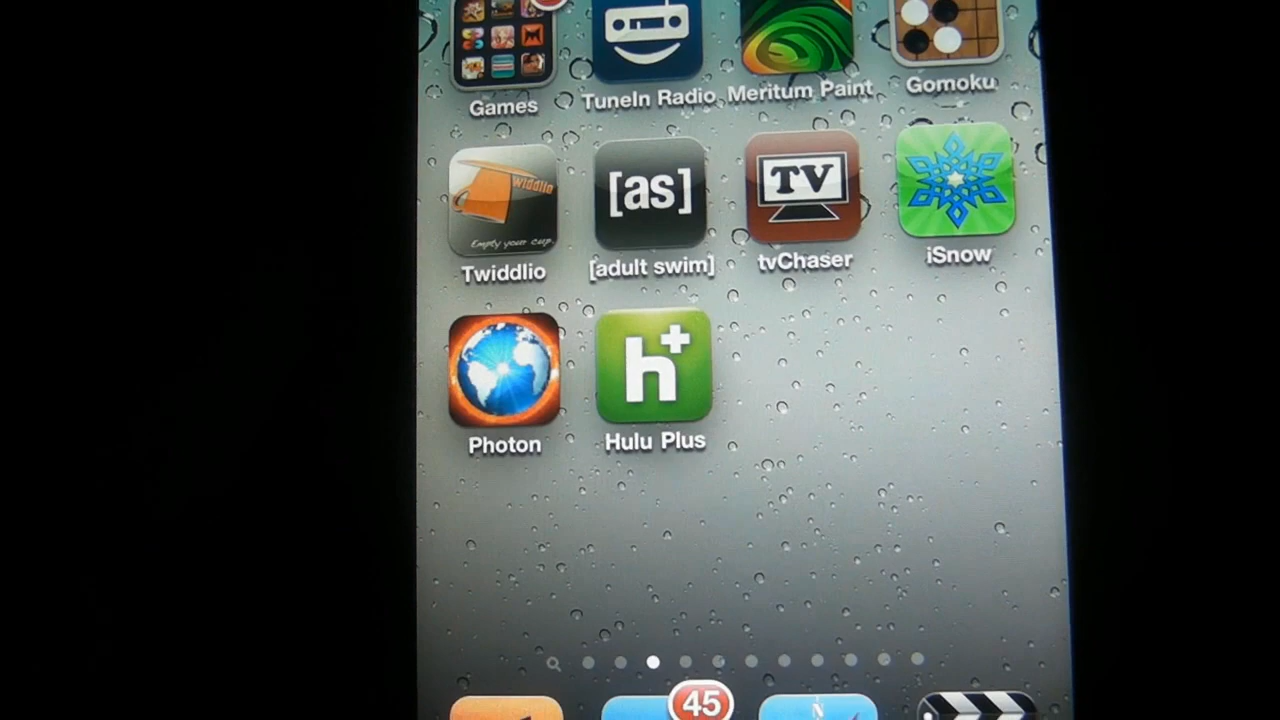 Games TuneIn Radio Meritum Paint Gomoku
widdlio
Empty your cup.
[as]
TV
Twiddlio [adult swim] tvChaser iSnow
h+
Photon Hulu Plus
45
N